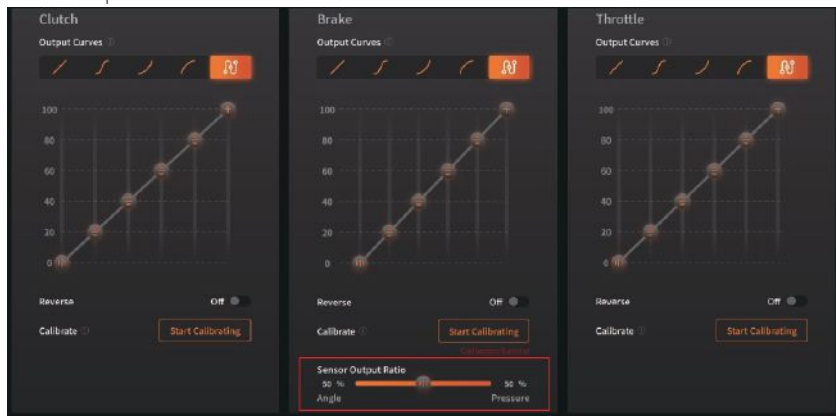 Clutch
Output Curves
100
80
60
40
20
0
Reverse Off
Calibrate Start Calibrating
Brake
Output Curves
100
80
60
40
20
0
Reverse Off
Calibrate Start Calibrating
Sensor Output Ratio
50 % 50 %
Angle Pressure
Throttle
Output Curves
100
80
60
40
20
0
Reverse Off
Calibrate Start Calibrating